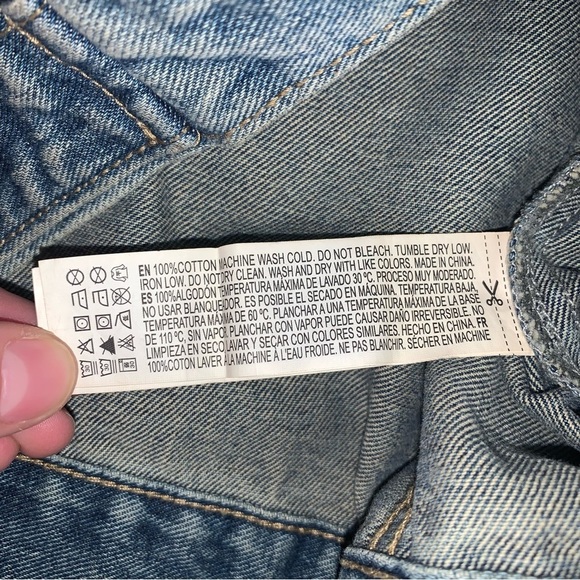 EN 100%COTTON MACHINE WASH COLD. DO NOT BLEACH. TUMBLE DRY LOW.
IRON LOW. DO NOT DRY CLEAN. WASH AND DRY WITH LIKE COLORS. MADE IN CHINA.
ES 100%ALGODÓN TEMPERATURA MÁXIMA DE LAVADO 30 ºC. PROCESO MUY MODERADO.
NO USAR BLANQUEADOR. ES POSIBLE EL SECADO EN MÁQUINA. TEMPERATURA BAJA,
TEMPERATURA MÁXIMA DE 60 ºC. PLANCHAR A UNA TEMPERATURA MÁXIMA DE LA BASE
DE 110 ºC, SIN VAPOR. PLANCHAR CON VAPOR PUEDE CAUSAR DAÑO IRREVERSIBLE. NO
LIMPIEZA EN SECO. LAVAR Y SECAR CON COLORES SIMILARES. HECHO EN CHINA. FR
100%COTON LAVER À LA MACHINE À L'EAU FROIDE. NE PAS BLANCHIR. SÉCHER EN MACHINE